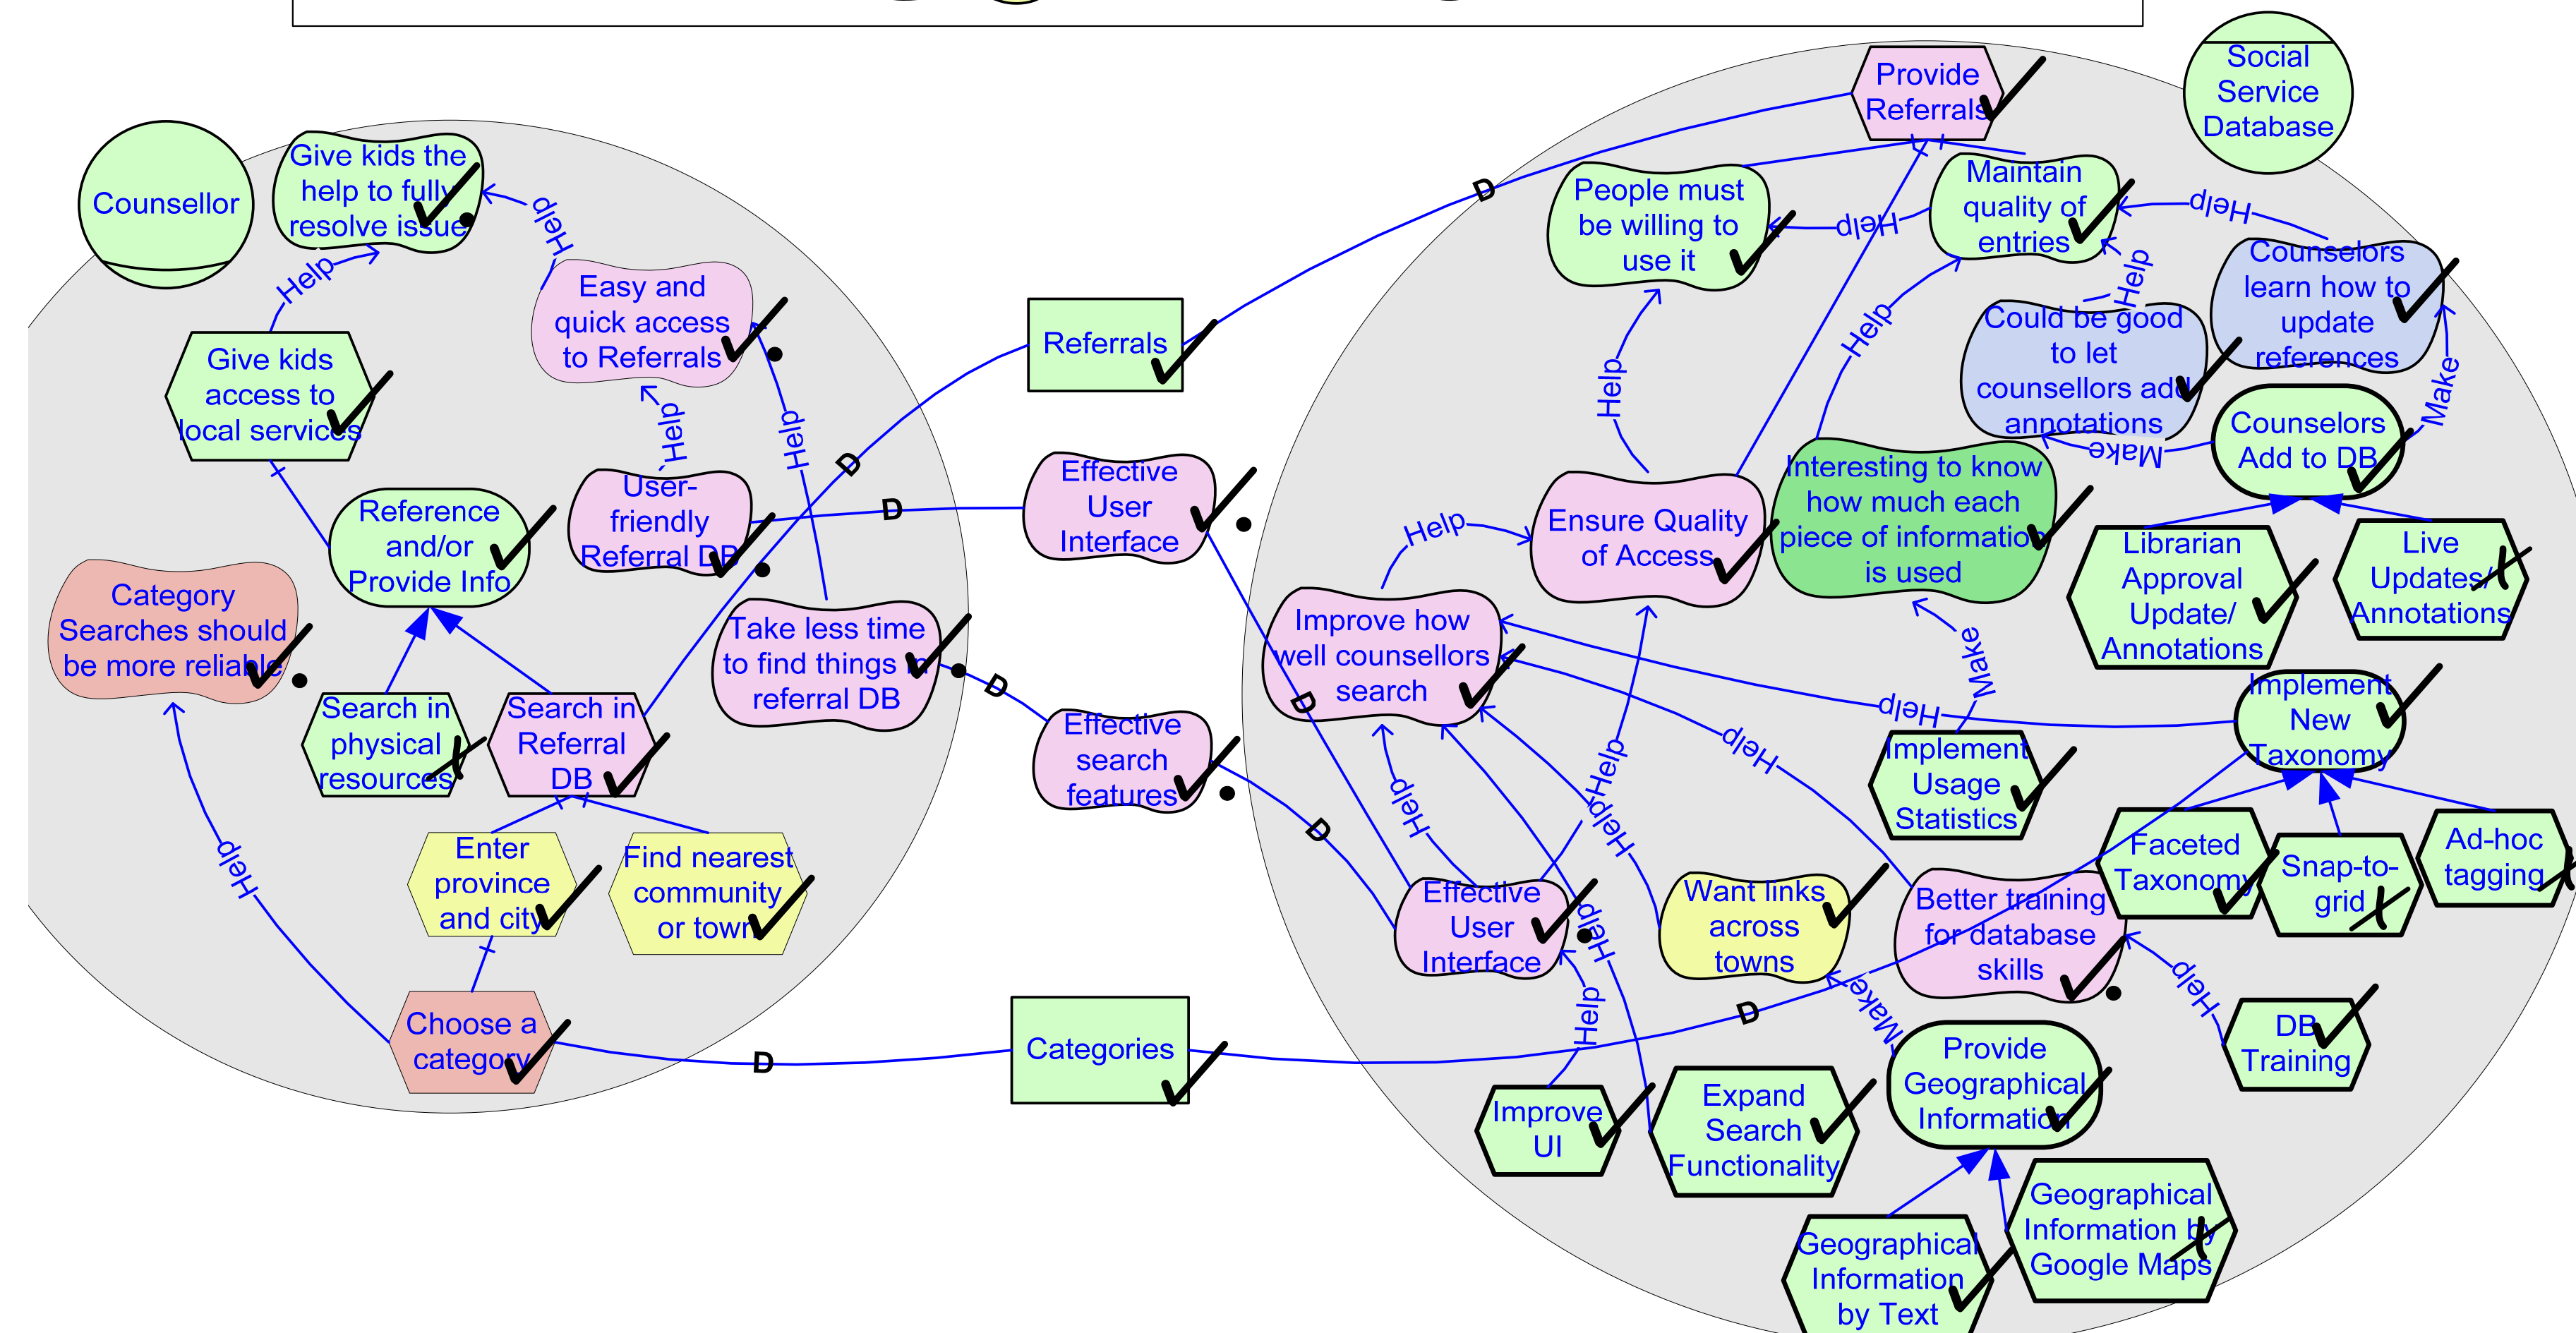 Counsellor
Give kids the
help to fully
resolve issue
Help
Help
Easy and
quick access
to Referrals
Give kids
access to
local services
Help
Help
User-
friendly
Referral DB
Reference
and/or
Provide Info
Category
Searches should
be more reliable
Take less time
to find things in
referral DB
Search in
physical
resources
Search in
Referral
DB
Enter
province
and city
Find nearest
community
or town
Help
Choose a
category
D
D
D
D
D
Referrals
Effective
User
Interface
Effective
search
features
Categories
D
D
D
D
Provide
Referrals
Social
Service
Database
People must
be willing to
use it
Help
Maintain
quality of
entries
Help
Counselors
learn how to
update
references
Help
Could be good
to let
counsellors add
annotations
Help
Help
Make
Make
Counselors
Add to DB
Ensure Quality
of Access
Interesting to know
how much each
piece of information
is used
Help
Librarian
Approval
Update/
Annotations
Live
Updates/
Annotations
Improve how
well counsellors
search
Make
Help
Help
Implement
New
Taxonomy
Implement
Usage
Statistics
Help
Help
Help
Help
Faceted
Taxonomy
Snap-to-
grid
Ad-hoc
tagging
Effective
User
Interface
Want links
across
towns
Better training
for database
skills
Help
Help
Make
Help
DB
Training
Improve
UI
Expand
Search
Functionality
Provide
Geographical
Information
Geographical
Information
by Text
Geographical
Information by
Google Maps